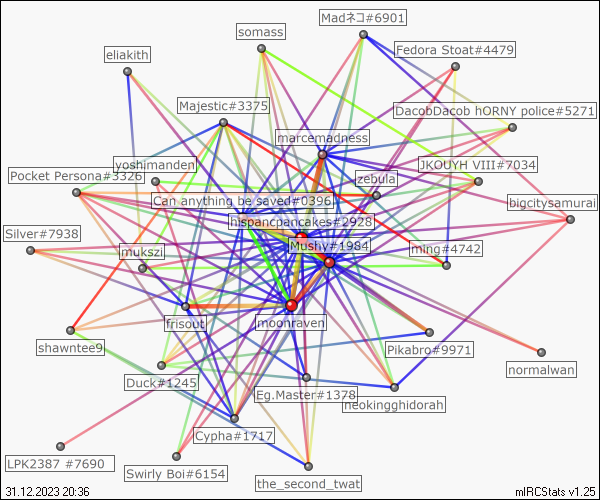 Madネコ#6901
somass
Fedora Stoat#4479
eliakith
Majestic#3375
DacobDacob hORNY police#5271
marcemadness
yoshimanden
JKOUYH VIII#7034
Pocket Persona#3326
zebula
Can anything be saved#0396
bigcitysamurai
hispanicpancakes#2928
Silver#7938
Mushy#1984
ming#4742
mukszi
frisout
moonraven
shawntee9
Pikabro#9971
normalwan
Duck#1245
Eg.Master#1378
neokingghidorah
Cypha#1717
LPK2387 #7690
Swirly Boi#6154
the_second_twat
31.12.2023 20:36
mIRCStats v1.25